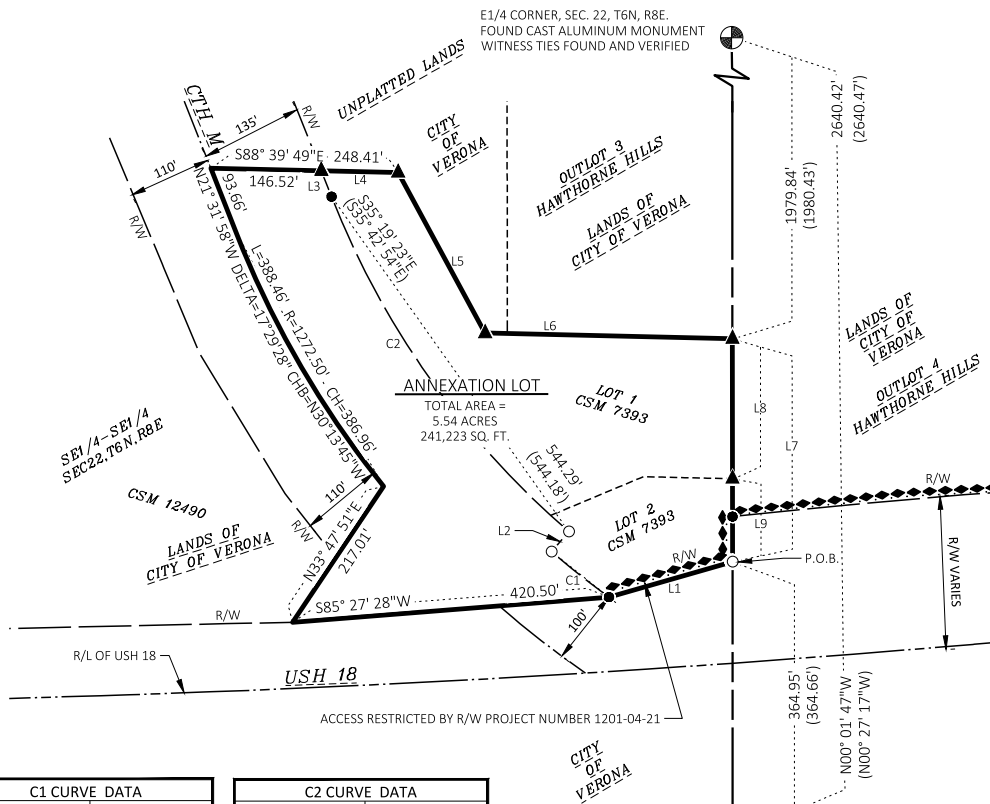 E1/4 CORNER, SEC. 22, T6N, R8E.
FOUND CAST ALUMINUM MONUMENT
WITNESS TIES FOUND AND VERIFIED
UNPLATTED LANDS
CTH M
135'
R/W
110'
R/W
CITY
OF
VERONA
S88° 39' 49"E 248.41'
146.52'
L3
L4
93.66'
N21° 31' 58"W
S35° 19' 23"E
(S35° 42' 54"E)
L=388.46' R=1272.50' CH=386.96'
DELTA=17°29'28" CHB=N30°13'45"W
L5
L6
C2
OUTLOT 3
HAWTHORNE HILLS
LANDS OF
CITY OF VERONA
1979.84'
(1980.43')
2640.42'
(2640.47')
LANDS OF
CITY OF
VERONA
OUTLOT 4
HAWTHORNE HILLS
ANNEXATION LOT
TOTAL AREA =
5.54 ACRES
241,223 SQ. FT.
LOT 1
CSM 7393
L8
L7
544.29'
(544.18')
SE1/4-SE1/4
SEC22,T6N,R8E
CSM 12490
LANDS OF
CITY OF VERONA
110'
R/W
N33° 47' 51"E
217.01'
LOT 2
CSM 7393
L2
R/W
L9
R/W
P.O.B.
R/W VARIES
C1
L1
S85° 27' 28"W 420.50'
100'
R/W
R/L OF USH 18
USH 18
ACCESS RESTRICTED BY R/W PROJECT NUMBER 1201-04-21
364.95'
(364.66')
N00° 01' 47"W
(N00° 27' 17"W)
CITY
OF
VERONA
C1 CURVE DATA
C2 CURVE DATA